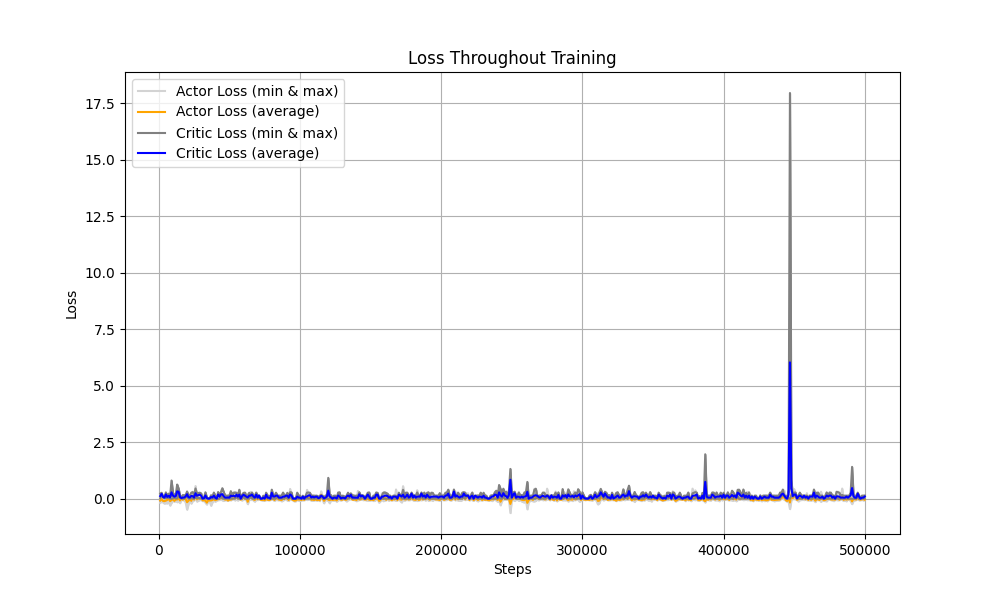 Loss Throughout Training
Actor Loss (min & max)
Actor Loss (average)
Critic Loss (min & max)
Critic Loss (average)
17.5
15.0
12.5
10.0
7.5
5.0
2.5
0.0
Loss
0 100000 200000 300000 400000 500000
Steps